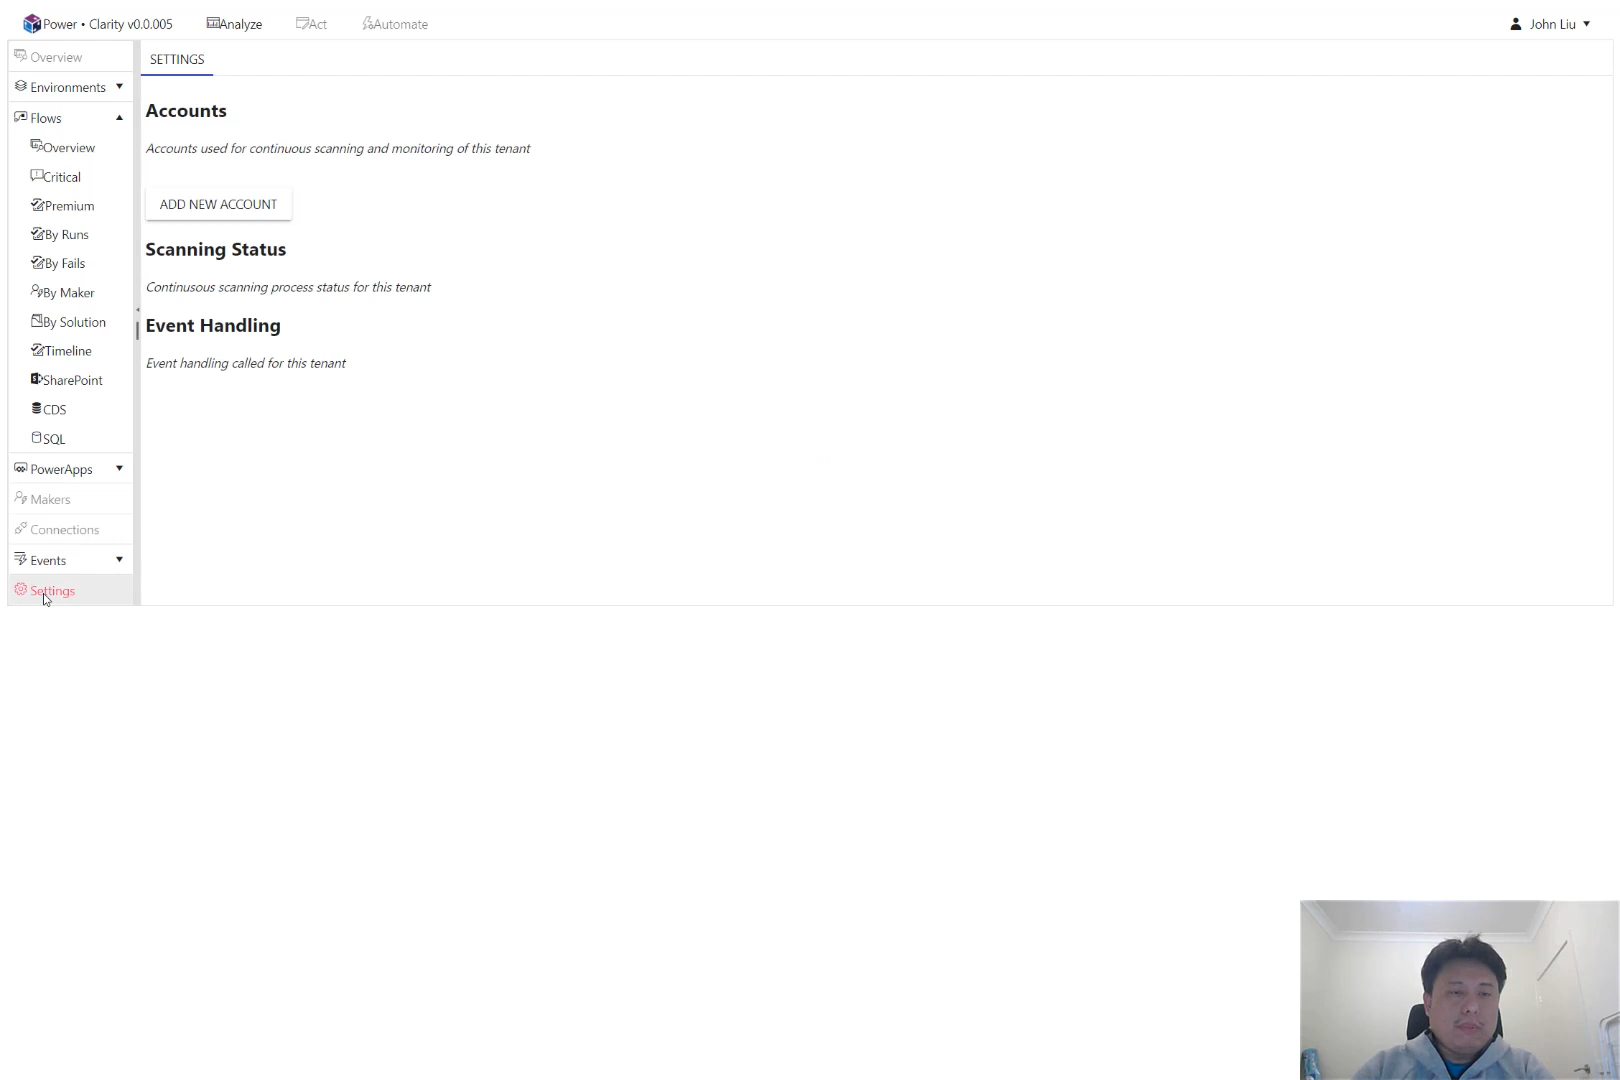 Power • Clarity v0.0.005
Analyze
Act
Automate
John Liu
Overview
Environments
Flows
Overview
Critical
Premium
By Runs
By Fails
By Maker
By Solution
Timeline
SharePoint
CDS
SQL
PowerApps
Makers
Connections
Events
Settings
SETTINGS
Accounts
Accounts used for continuous scanning and monitoring of this tenant
ADD NEW ACCOUNT
Scanning Status
Continusous scanning process status for this tenant
Event Handling
Event handling called for this tenant